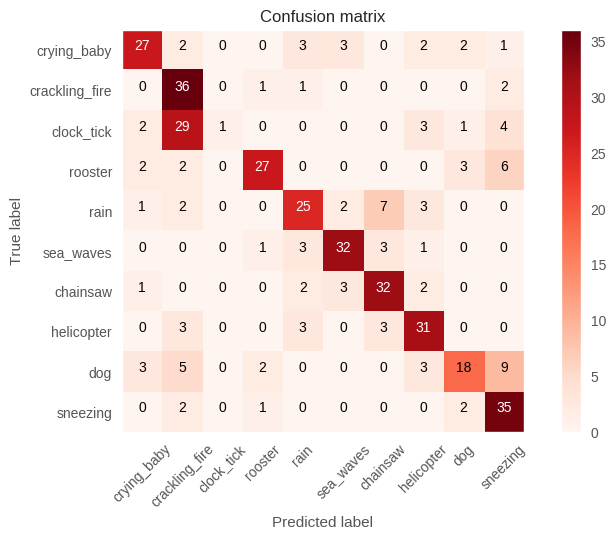 Confusion matrix
crying_baby 27 2 0 0 3 3 0 2 2 1
crackling_fire 0 36 0 1 1 0 0 0 0 2
clock_tick 2 29 1 0 0 0 0 3 1 4
rooster 2 2 0 27 0 0 0 0 3 6
rain 1 2 0 0 25 2 7 3 0 0
sea_waves 0 0 0 1 3 32 3 1 0 0
chainsaw 1 0 0 0 2 3 32 2 0 0
helicopter 0 3 0 0 3 0 3 31 0 0
dog 3 5 0 2 0 0 0 3 18 9
sneezing 0 2 0 1 0 0 0 0 2 35
True label
crying_baby crackling_fire clock_tick rooster rain sea_waves chainsaw helicopter dog sneezing
Predicted label
35
30
25
20
15
10
5
0